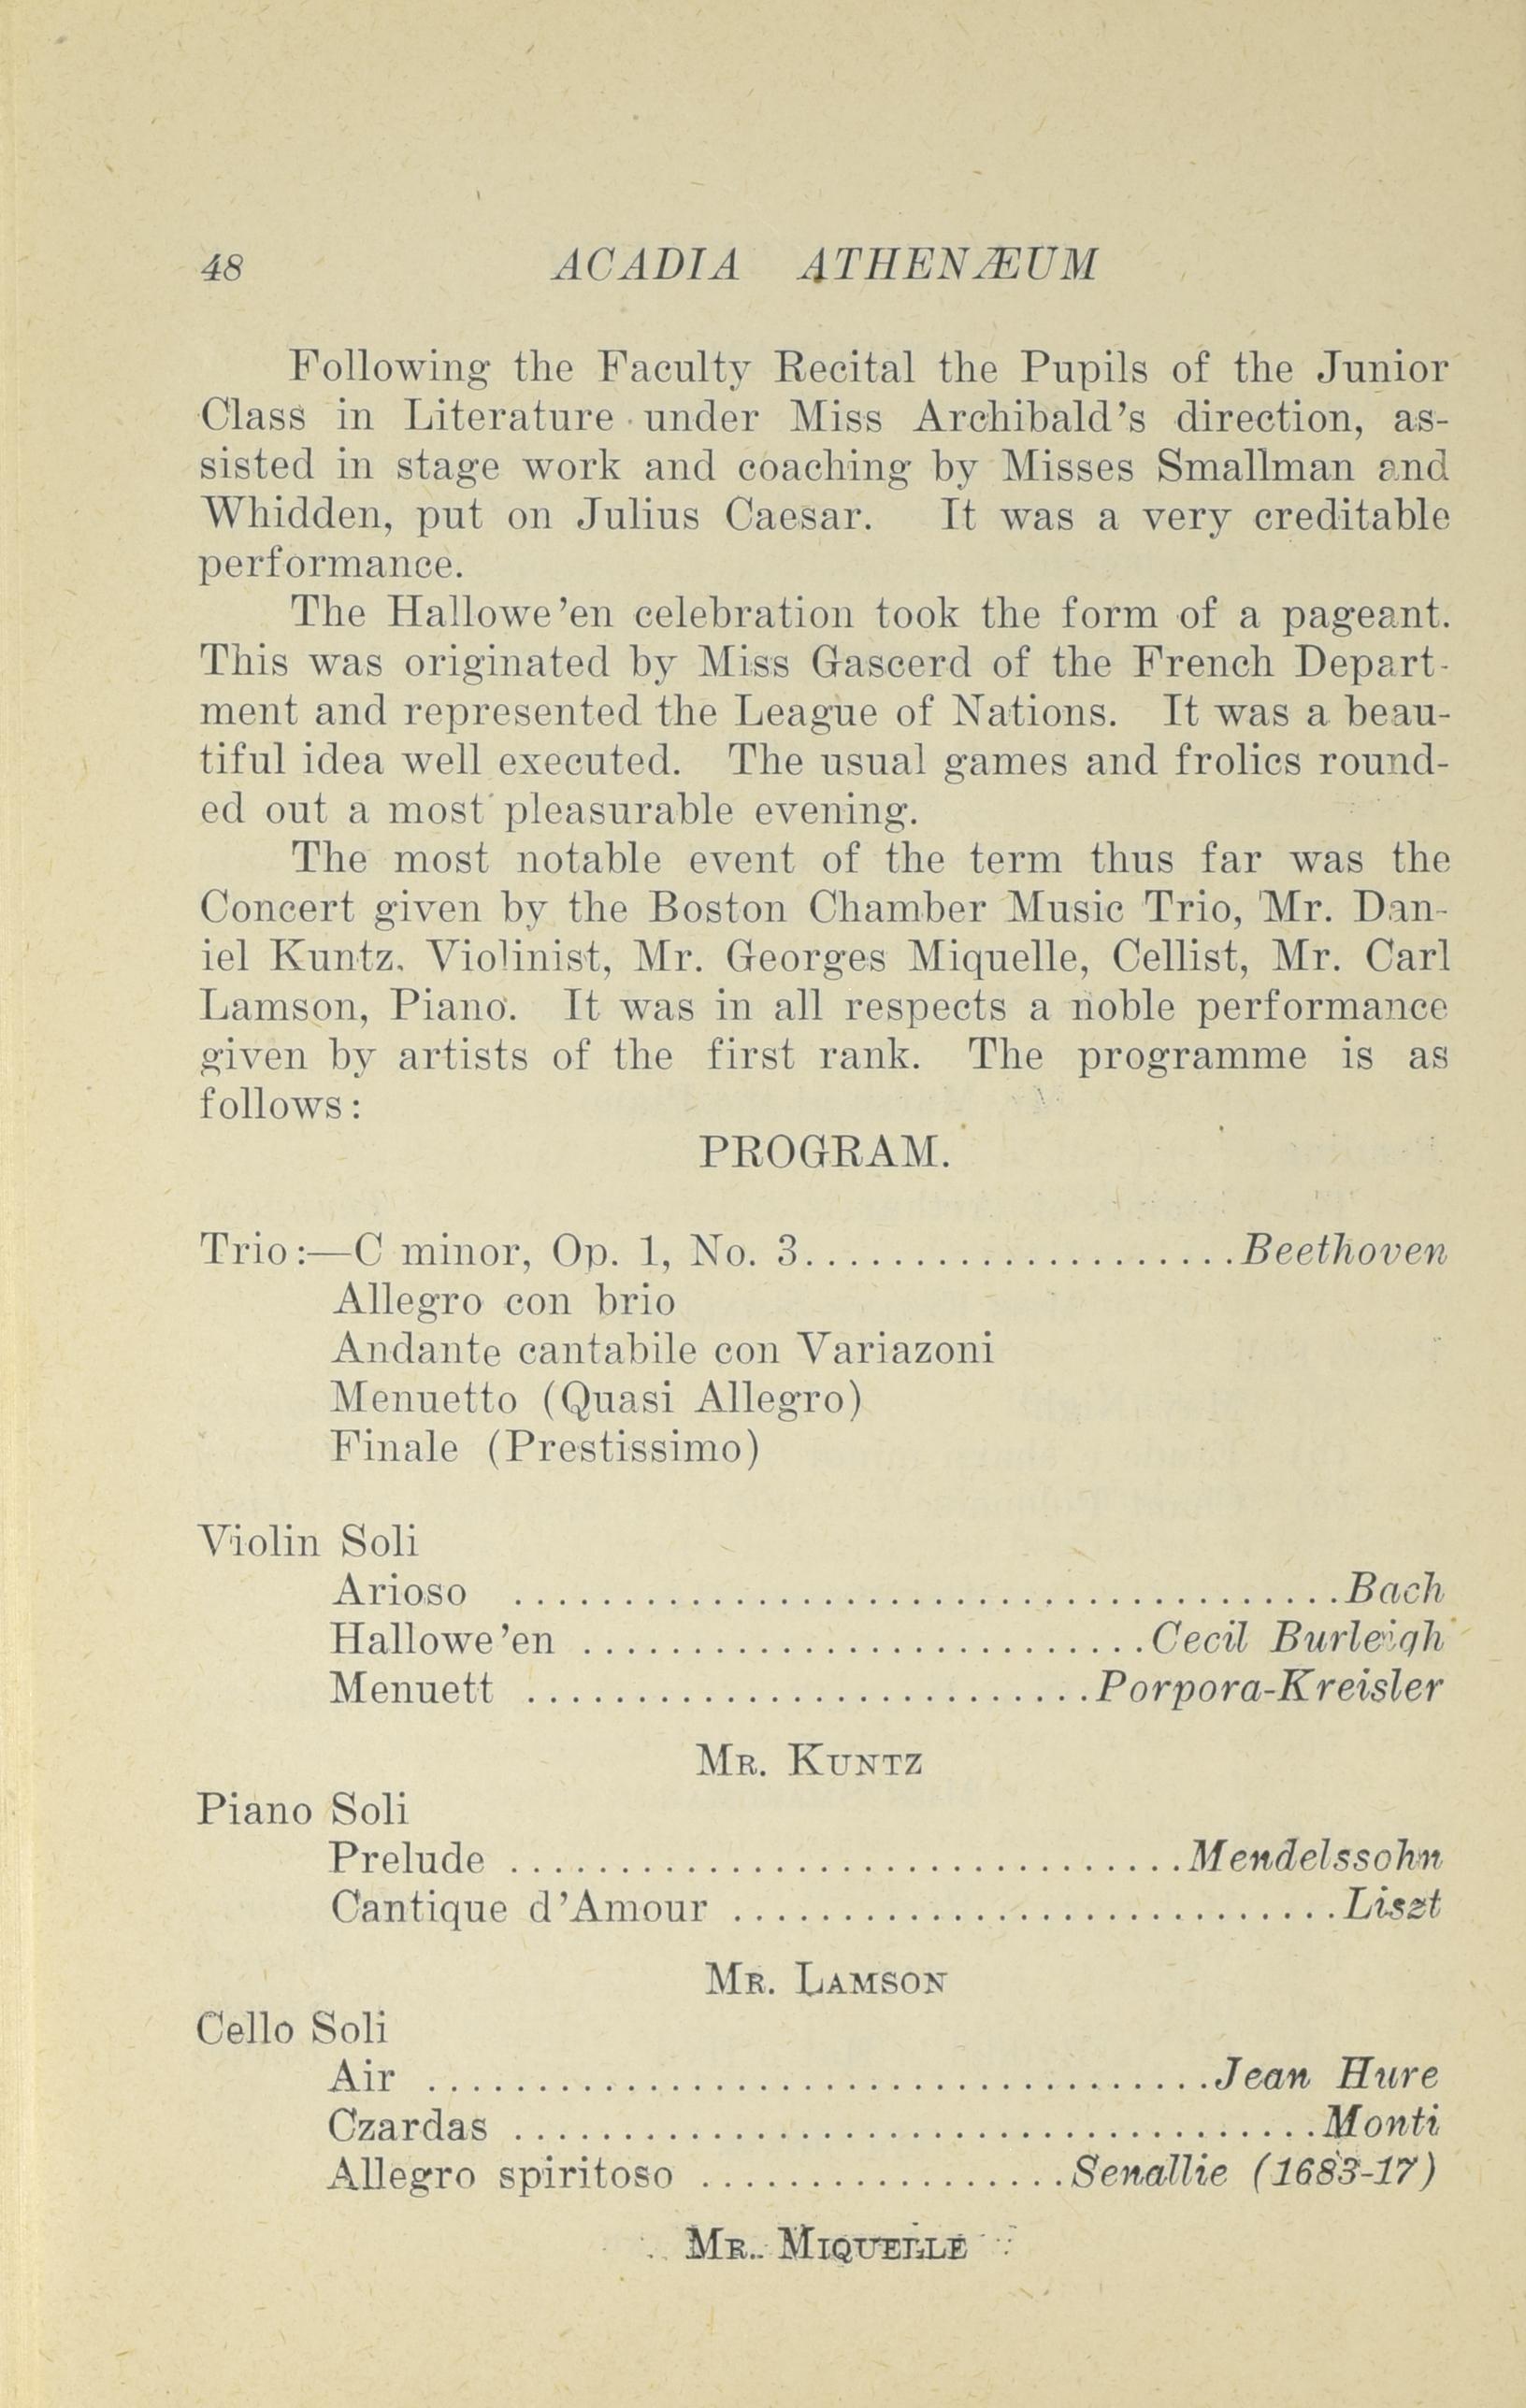 48 ACADIA ATHENÆUM
Following the Faculty Recital the Pupils of the Junior
Class in Literature under Miss Archibald's direction, as-
sisted in stage work and coaching by Misses Smallman and
Whidden, put on Julius Caesar. It was a very creditable
performance.
The Hallowe'en celebration took the form of a pageant.
This was originated by Miss Gascerd of the French Depart-
ment and represented the League of Nations. It was a beau-
tiful idea well executed. The usual games and frolics round-
ed out a most pleasurable evening.
The most notable event of the term thus far was the
Concert given by the Boston Chamber Music Trio, Mr. Dan-
iel Kuntz, Violinist, Mr. Georges Miquelle, Cellist, Mr. Carl
Lamson, Piano. It was in all respects a noble performance
given by artists of the first rank. The programme is as
follows:
PROGRAM.
Trio:—C minor, Op. 1, No. 3......................Beethoven
Allegro con brio
Andante cantabile con Variazoni
Menuetto (Quasi Allegro)
Finale (Prestissimo)
Violin Soli
Arioso ..........................................Bach
Hallowe'en .............................Cecil Burleigh
Menuett .............................Porpora-Kreisler
MR. KUNTZ
Piano Soli
Prelude ..................................Mendelssohn
Cantique d'Amour ...............................Liszt
MR. LAMSON
Cello Soli
Air ........................................Jean Hure
Czardas .........................................Monti
Allegro spiritoso ...................Senallie (1683-17)
MR. MIQUELLE